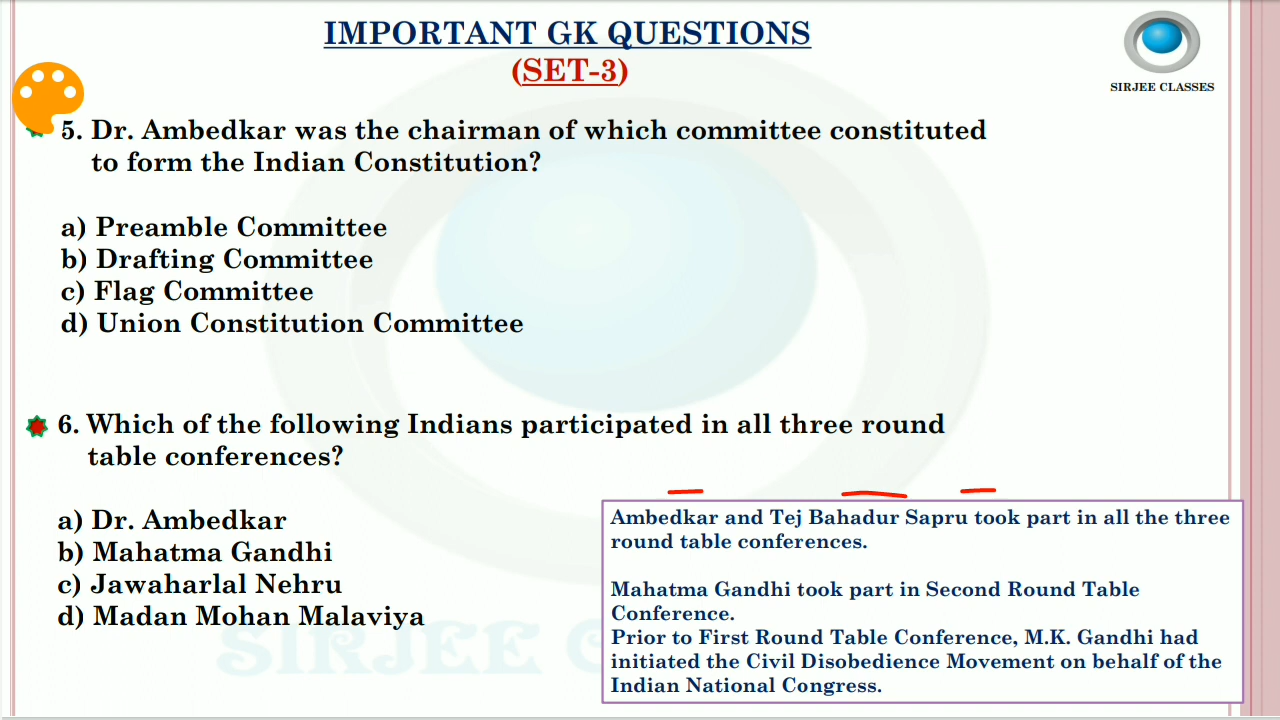 IMPORTANT GK QUESTIONS
(SET-3)
SIRJEE CLASSES
5. Dr. Ambedkar was the chairman of which committee constituted
to form the Indian Constitution?
a) Preamble Committee
b) Drafting Committee
c) Flag Committee
d) Union Constitution Committee
6. Which of the following Indians participated in all three round
table conferences?
a) Dr. Ambedkar
b) Mahatma Gandhi
c) Jawaharlal Nehru
d) Madan Mohan Malaviya
Ambedkar and Tej Bahadur Sapru took part in all the three
round table conferences.
Mahatma Gandhi took part in Second Round Table
Conference.
Prior to First Round Table Conference, M.K. Gandhi had
initiated the Civil Disobedience Movement on behalf of the
Indian National Congress.
SIRJEE C